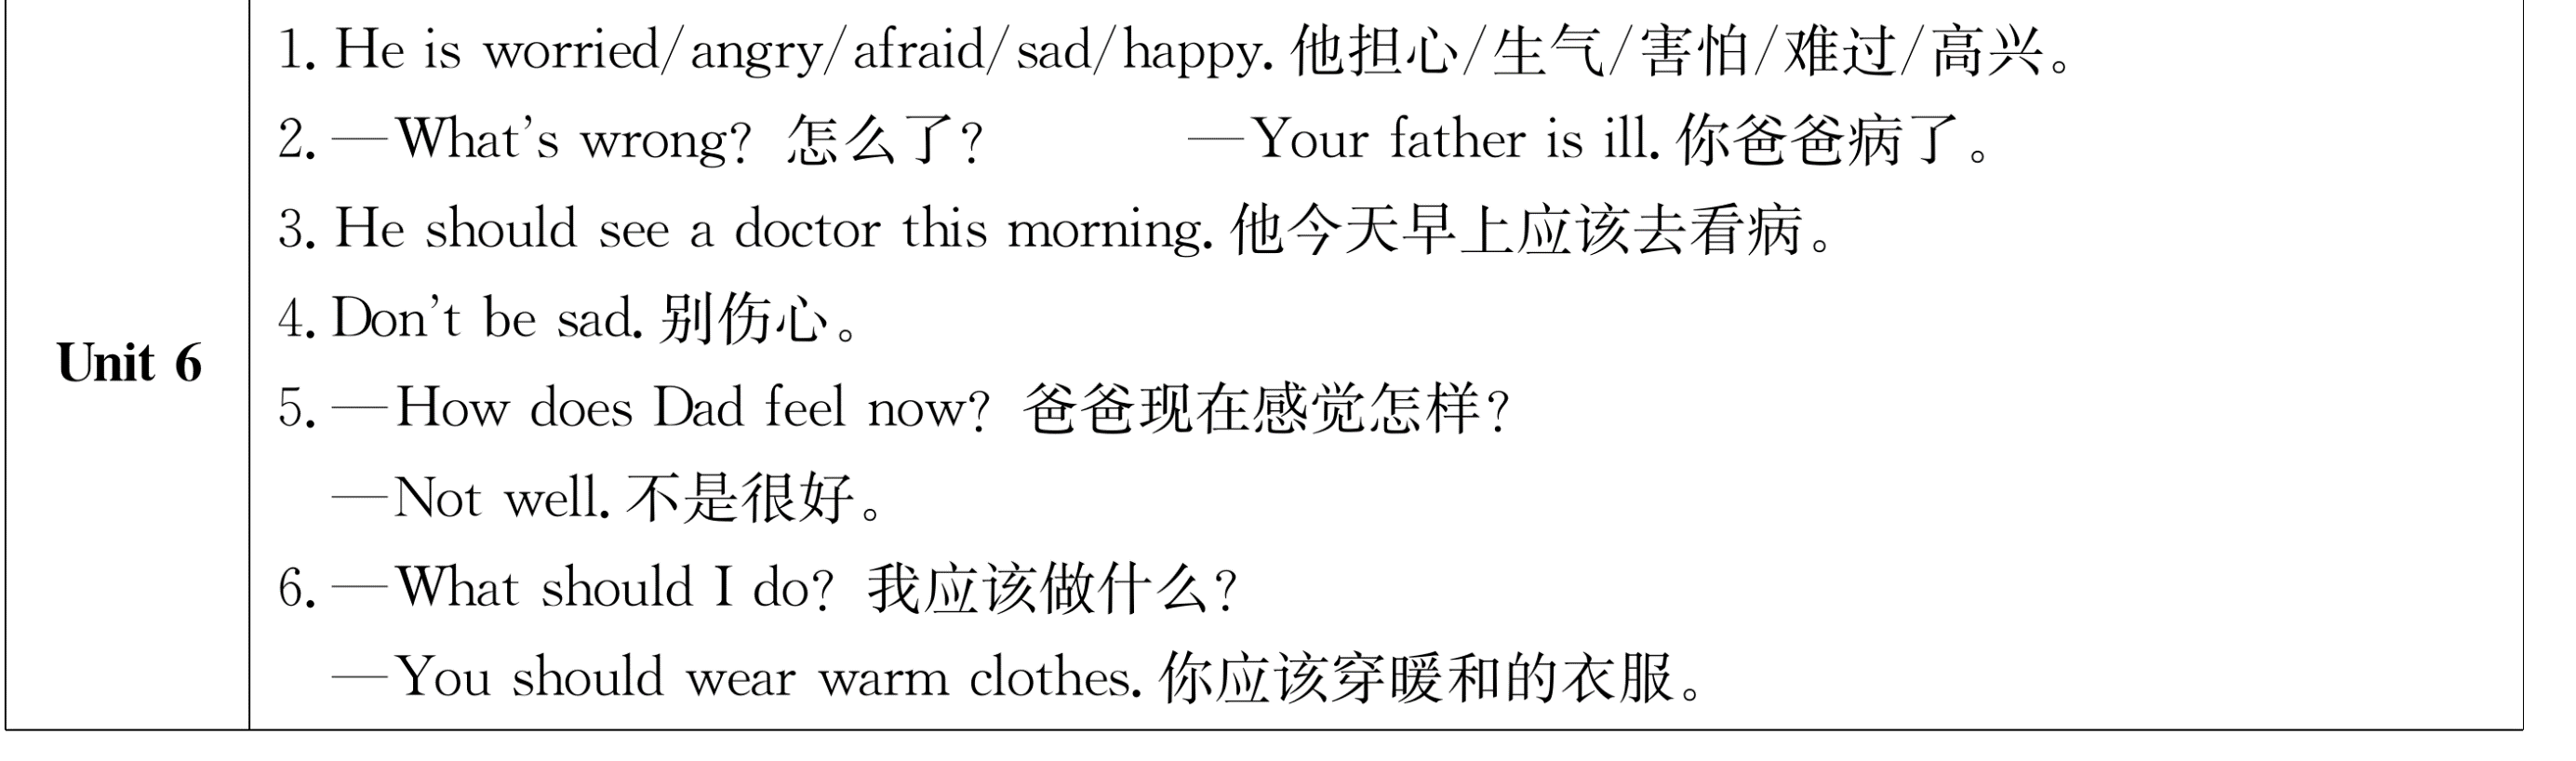 Unit 6
1. He is worried/angry/afraid/sad/happy. 他担心/生气/害怕/难过/高兴。
2. —What's wrong? 怎么了? —Your father is ill. 你爸爸病了。
3. He should see a doctor this morning. 他今天早上应该去看病。
4. Don't be sad. 别伤心。
5. —How does Dad feel now? 爸爸现在感觉怎样?
—Not well. 不是很好。
6. —What should I do? 我应该做什么?
—You should wear warm clothes. 你应该穿暖和的衣服。